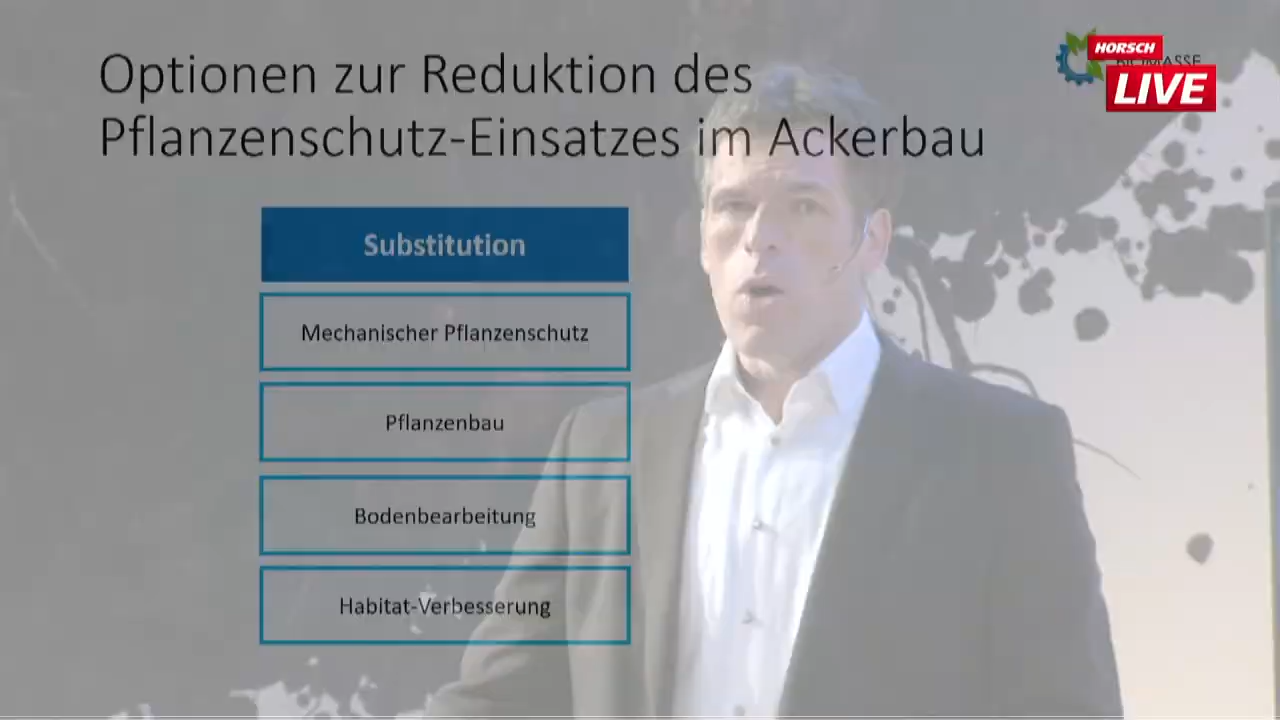 Optionen zur Reduktion des
Pflanzenschutz-Einsatzes im Ackerbau
HORSCH
LIVE
Substitution
Mechanischer Pflanzenschutz
Pflanzenbau
Bodenbearbeitung
Habitat-Verbesserung